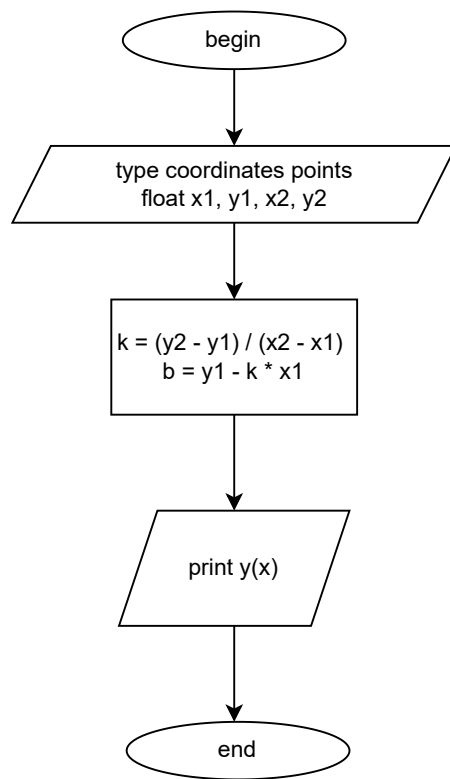 begin
type coordinates points
float x1, y1, x2, y2
k = (y2 - y1) / (x2 - x1)
b = y1 - k * x1
print y(x)
end